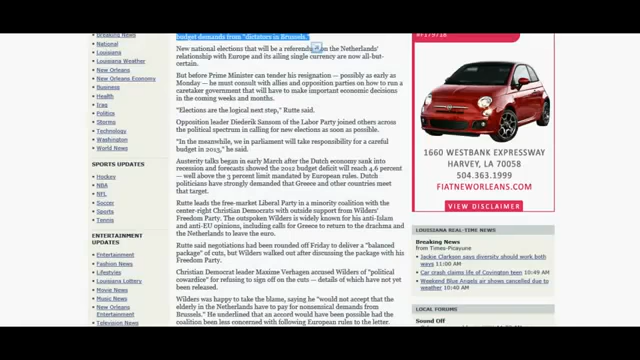 budget demands from "dictators in Brussels."
New national elections that will be a referendum on the Netherlands'
relationship with Europe and its ailing single currency are now all-but-
certain.
But before Prime Minister can tender his resignation — possibly as early as
Monday — he must consult with allies and opposition parties on how to run a
caretaker government that will have to make important economic decisions
in the coming weeks and months.
"Elections are the logical next step," Rutte said.
Opposition leader Diederik Samsom of the Labor Party joined others across
the political spectrum in calling for new elections as soon as possible.
"In the meanwhile, we in parliament will take responsibility for a careful
budget in 2013," he said.
Austerity talks began in early March after the Dutch economy sank into
recession and forecasts showed the 2012 budget deficit will reach 4.6 percent
— well above the 3 percent limit mandated by European rules. Dutch
politicians have strongly demanded that Greece and other countries meet
that target.
Rutte leads the free-market Liberal Party in a minority coalition with the
center-right Christian Democrats with outside support from Wilders'
Freedom Party. The outspoken Wilders is widely known for his anti-Islam
and anti-EU opinions, including calls for Greece to return to the drachma and
the Netherlands to leave the euro.
Rutte said negotiations had been rounded off Friday to deliver a "balanced
package" of cuts, but Wilders walked out after discussing the package with his
Freedom Party.
Christian Democrat leader Maxime Verhagen accused Wilders of "political
cowardice" for refusing to sign off on the cuts — details of which have not yet
been released.
Wilders was happy to take the blame, saying he "would not accept that the
elderly in the Netherlands have to pay for nonsensical demands from
Brussels." He underlined that an accord would have been possible had the
coalition been less concerned with following European rules to the letter.
Breaking News
National
Louisiana
Louisiana Weather
New Orleans
New Orleans Economy
Business
Health
Iraq
Politics
Storms
Technology
Washington
World News
SPORTS UPDATES
Hockey
NBA
NFL
Soccer
Sports
Tennis
ENTERTAINMENT
UPDATES
Entertainment
Fashion News
Lifestyles
Louisiana Lottery
Movie News
Music News
New Orleans
Entertainment
Television News
1660 WESTBANK EXPRESSWAY
HARVEY, LA 70058
504.363.1999
FIATNEWORLEANS.COM
VIEW DISCLAIMER
LOUISIANA REAL-TIME NEWS
Breaking News
from Times-Picayune
Jackie Clarkson says diversity should work both
ways 11:00 AM
Car crash claims life of Covington teen 10:49 AM
Weekend Blue Angels air shows cancelled due to
weather 10:40 AM
LOCAL FORUMS
Sound Off